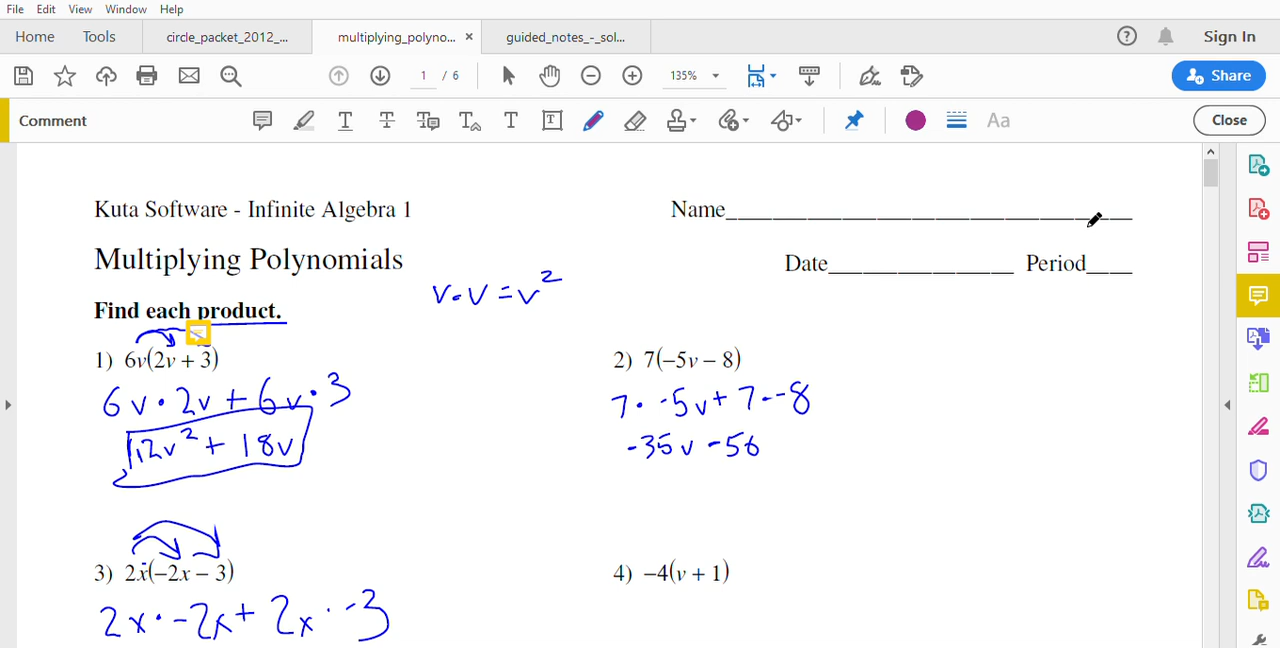 File Edit View Window Help
Home Tools circle_packet_2012_... multiplying_polyno... × guided_notes_-_sol... Sign In
1 / 6 135% Share
Comment Aa Close
Kuta Software - Infinite Algebra 1 Name
Multiplying Polynomials Date Period
v·v=v²
Find each product.
1) 6v(2v + 3) 2) 7(−5v − 8)
6v·2v+6v·3 7·-5v+7·-8
12v²+18v -35v-56
3) 2x(−2x − 3) 4) −4(v + 1)
2x·-2x+2x·-3